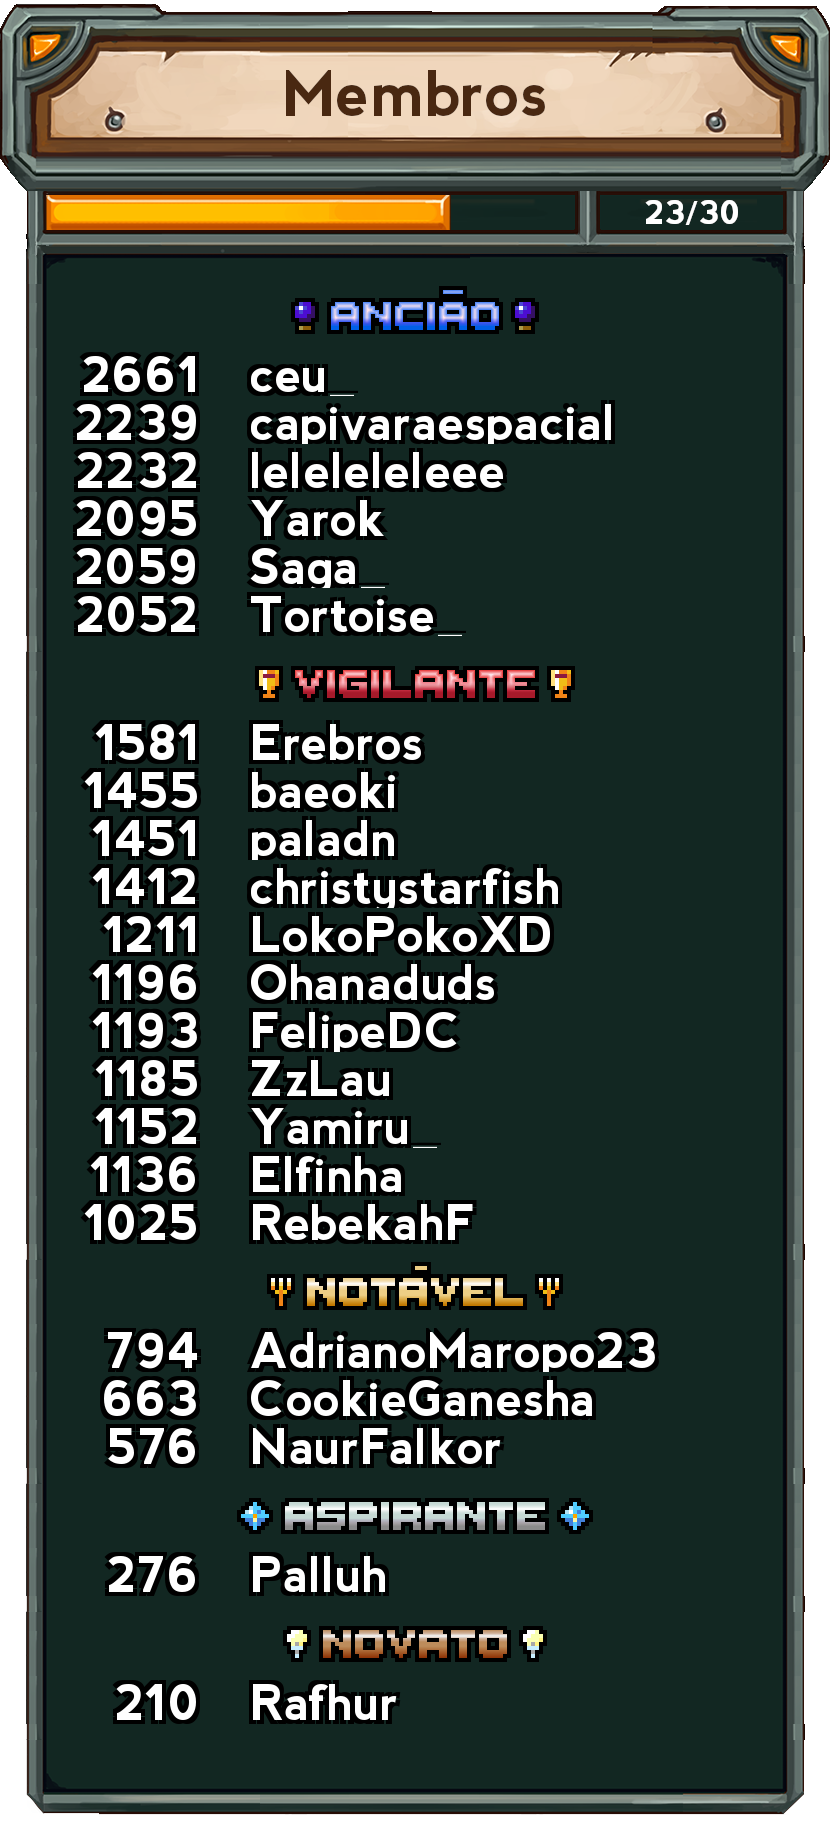 Membros
23/30
ANCIÃO
2661 ceu_
2239 capivaraespacial
2232 leleleleleee
2095 Yarok
2059 Saga_
2052 Tortoise_
VIGILANTE
1581 Erebros
1455 baeoki
1451 paladn
1412 christystarfish
1211 LokoPokoXD
1196 Ohanaduds
1193 FelipeDC
1185 ZzLau
1152 Yamiru_
1136 Elfinha
1025 RebekahF
NOTÁVEL
794 AdrianoMaropo23
663 CookieGanesha
576 NaurFalkor
ASPIRANTE
276 Palluh
NOVATO
210 Rafhur